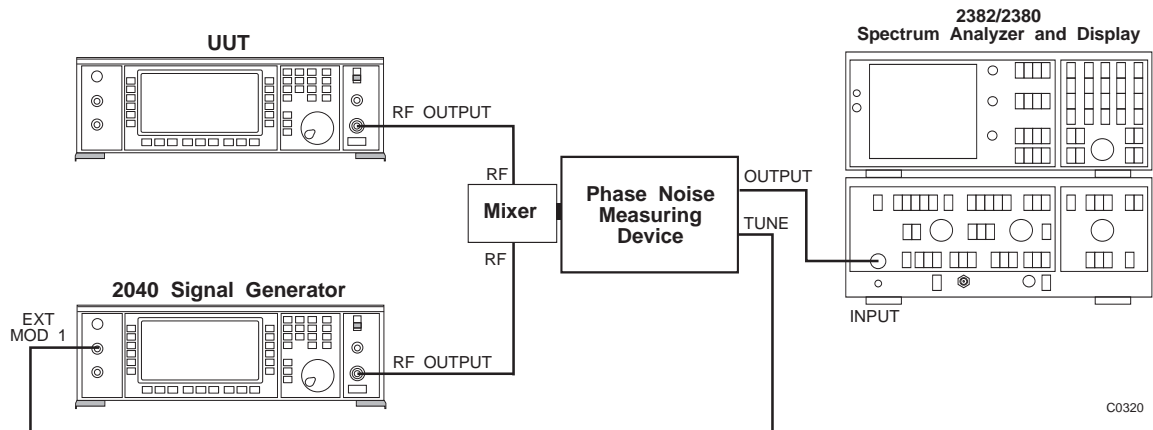 2382/2380
Spectrum Analyzer and Display
UUT
RF OUTPUT
RF
Mixer
RF
Phase Noise
Measuring
Device
OUTPUT
TUNE
INPUT
2040 Signal Generator
EXT
MOD 1
RF OUTPUT
C0320